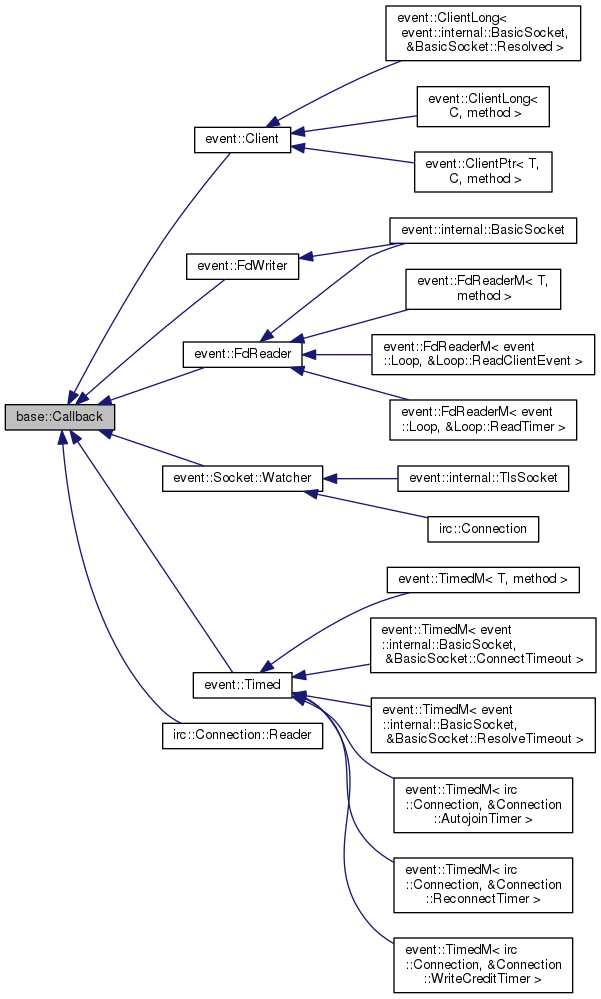 event::ClientLong<
event::internal::BasicSocket,
&BasicSocket::Resolved >
event::ClientLong<
C, method >
event::Client
event::ClientPtr< T,
C, method >
event::internal::BasicSocket
event::FdWriter
event::FdReaderM< T,
method >
event::FdReader
event::FdReaderM< event
::Loop, &Loop::ReadClientEvent >
base::Callback
event::FdReaderM< event
::Loop, &Loop::ReadTimer >
event::Socket::Watcher
event::internal::TlsSocket
irc::Connection
event::TimedM< T, method >
event::TimedM< event
::internal::BasicSocket,
&BasicSocket::ConnectTimeout >
event::Timed
event::TimedM< event
::internal::BasicSocket,
&BasicSocket::ResolveTimeout >
irc::Connection::Reader
event::TimedM< irc
::Connection, &Connection
::AutojoinTimer >
event::TimedM< irc
::Connection, &Connection
::ReconnectTimer >
event::TimedM< irc
::Connection, &Connection
::WriteCreditTimer >